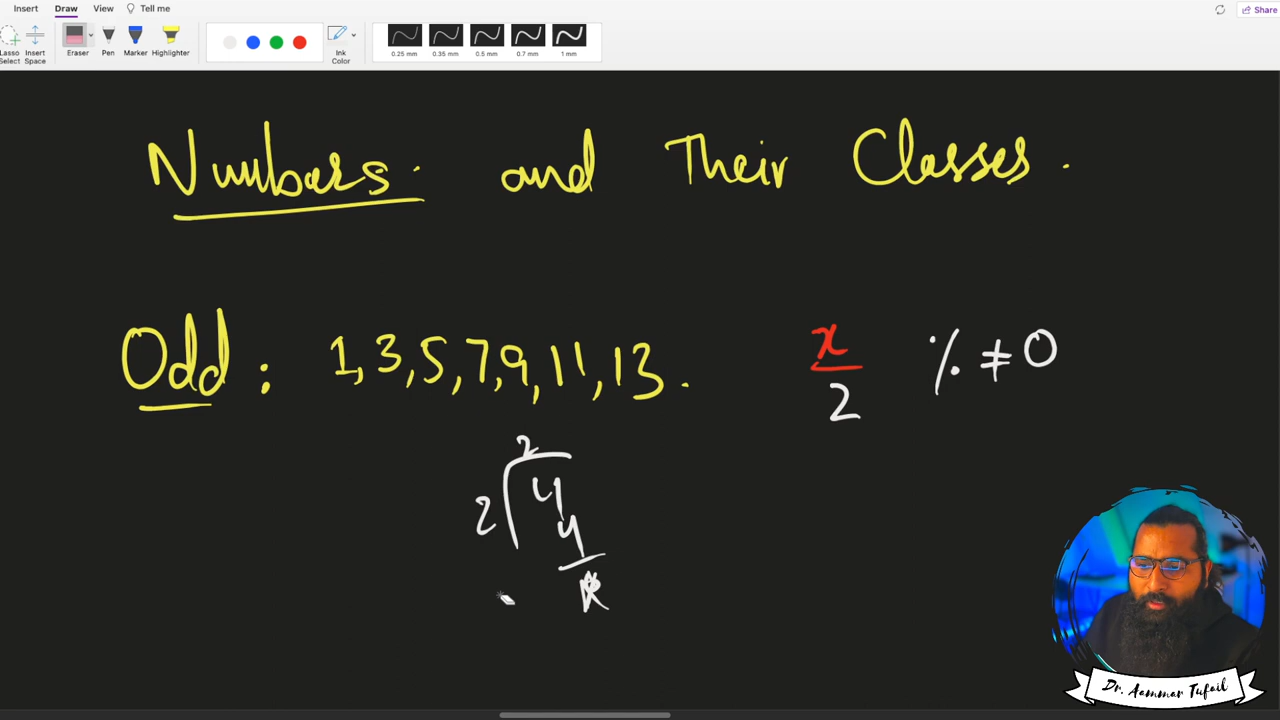 Insert Draw View Tell me Share
Lasso Select Insert Space Eraser Pen Marker Highlighter Ink Color 0.25 mm 0.35 mm 0.5 mm 0.7 mm 1 mm
Numbers. and Their Classes.
Odd : 1, 3, 5, 7, 9, 11, 13.
x
2
% ≠ 0
2
2 4
4
Dr. Aammar Tufail